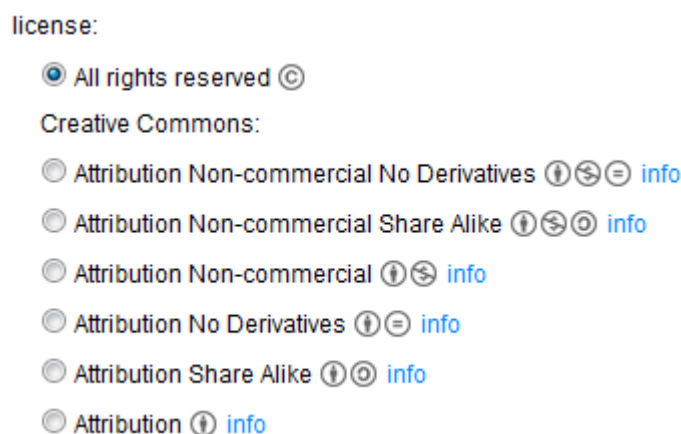 license:
All rights reserved ©
Creative Commons:
Attribution Non-commercial No Derivatives info
Attribution Non-commercial Share Alike info
Attribution Non-commercial info
Attribution No Derivatives info
Attribution Share Alike info
Attribution info